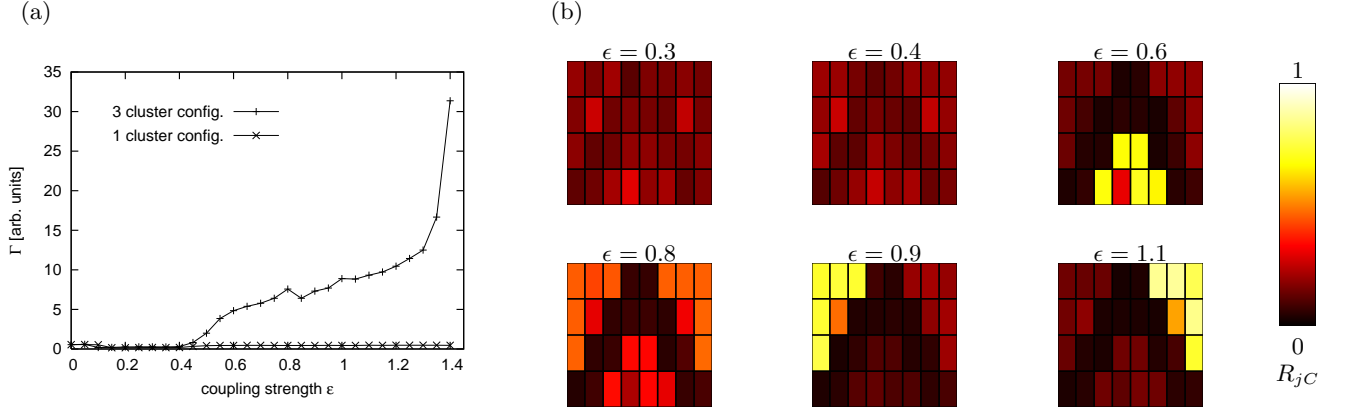 (a)
35
30
25
20
15
10
5
0
Γ [arb. units]
3 cluster config.
1 cluster config.
0 0.2 0.4 0.6 0.8 1 1.2 1.4
coupling strength ε
(b)
ϵ = 0.3 ϵ = 0.4 ϵ = 0.6
ϵ = 0.8 ϵ = 0.9 ϵ = 1.1
1
0
R_{jC}